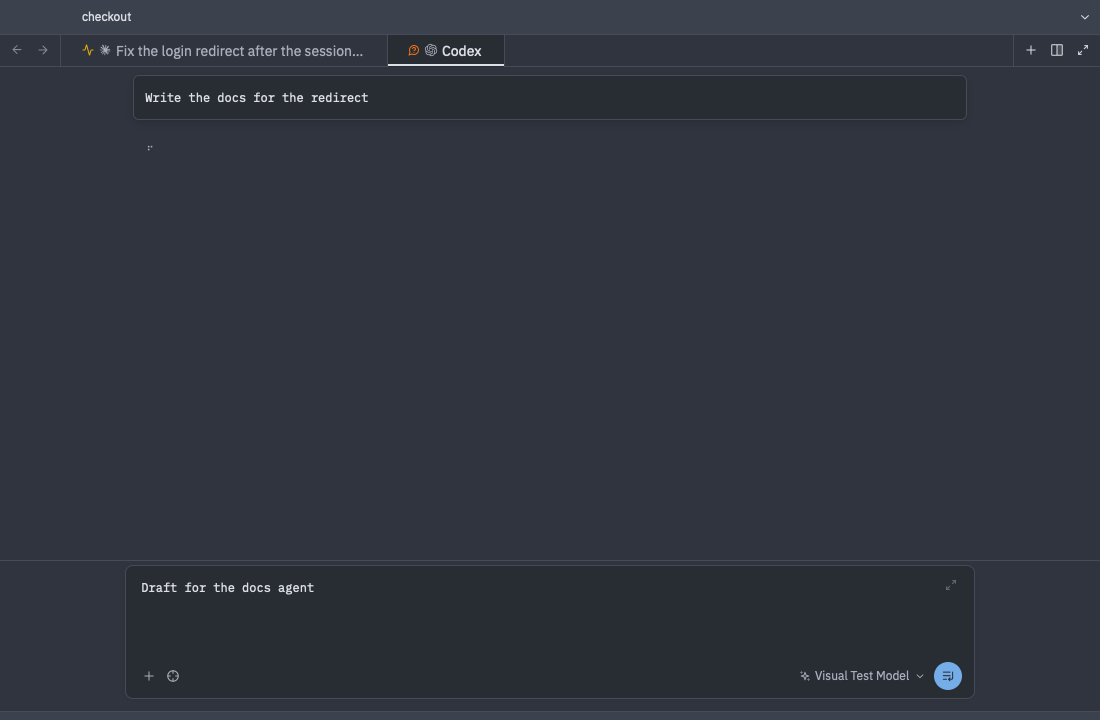 checkout
Fix the login redirect after the session...
Codex
Write the docs for the redirect
Draft for the docs agent
Visual Test Model